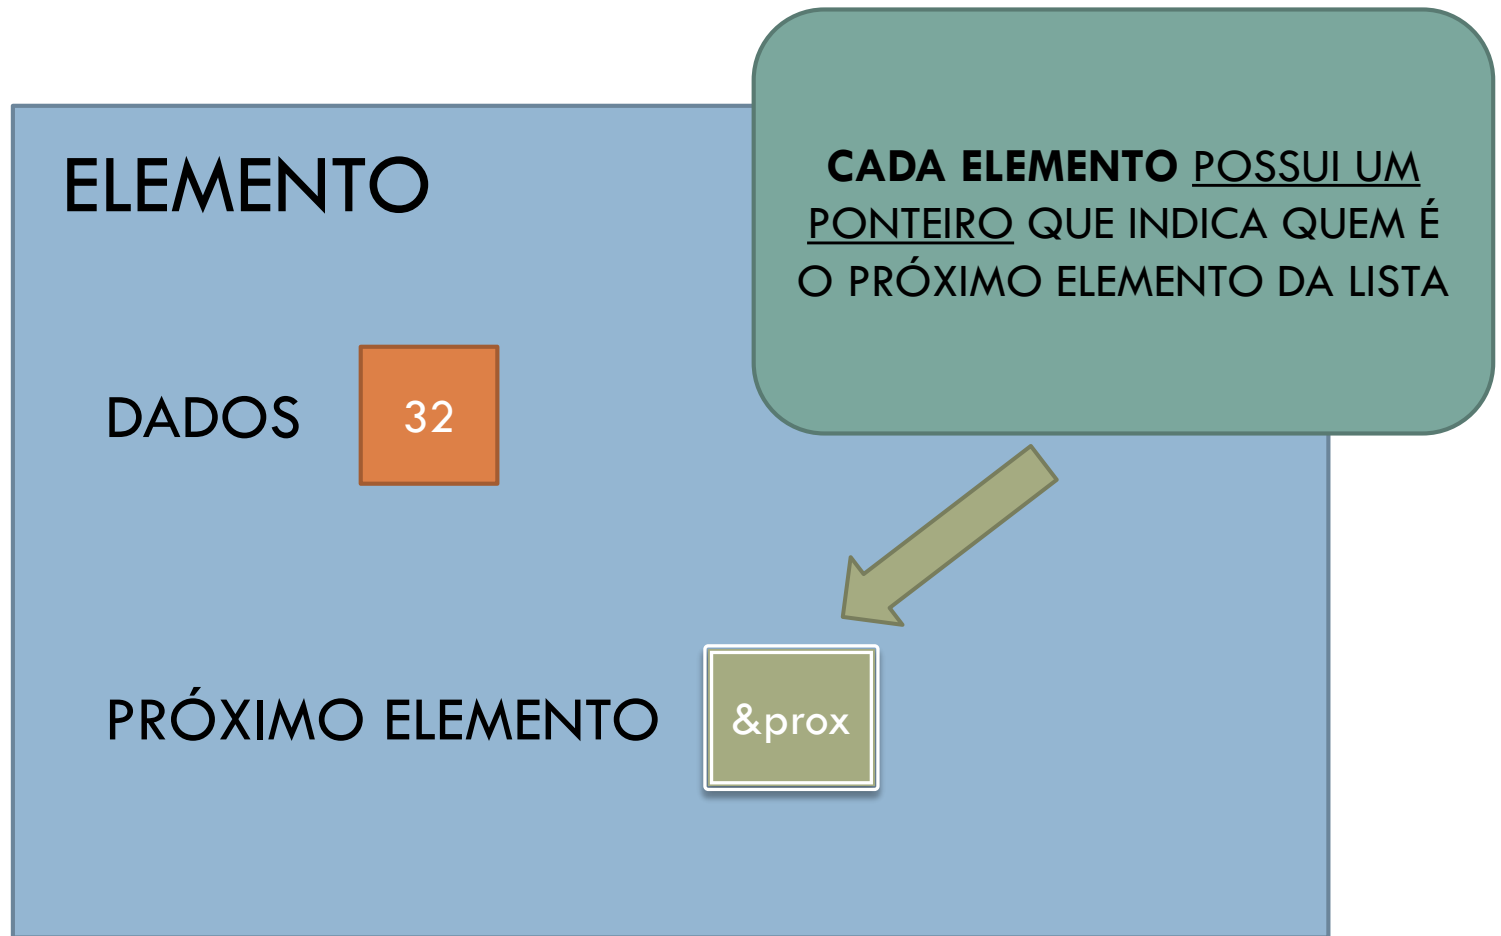 ELEMENTO
CADA ELEMENTO POSSUI UM
PONTEIRO QUE INDICA QUEM É
O PRÓXIMO ELEMENTO DA LISTA
DADOS 32
PRÓXIMO ELEMENTO &prox